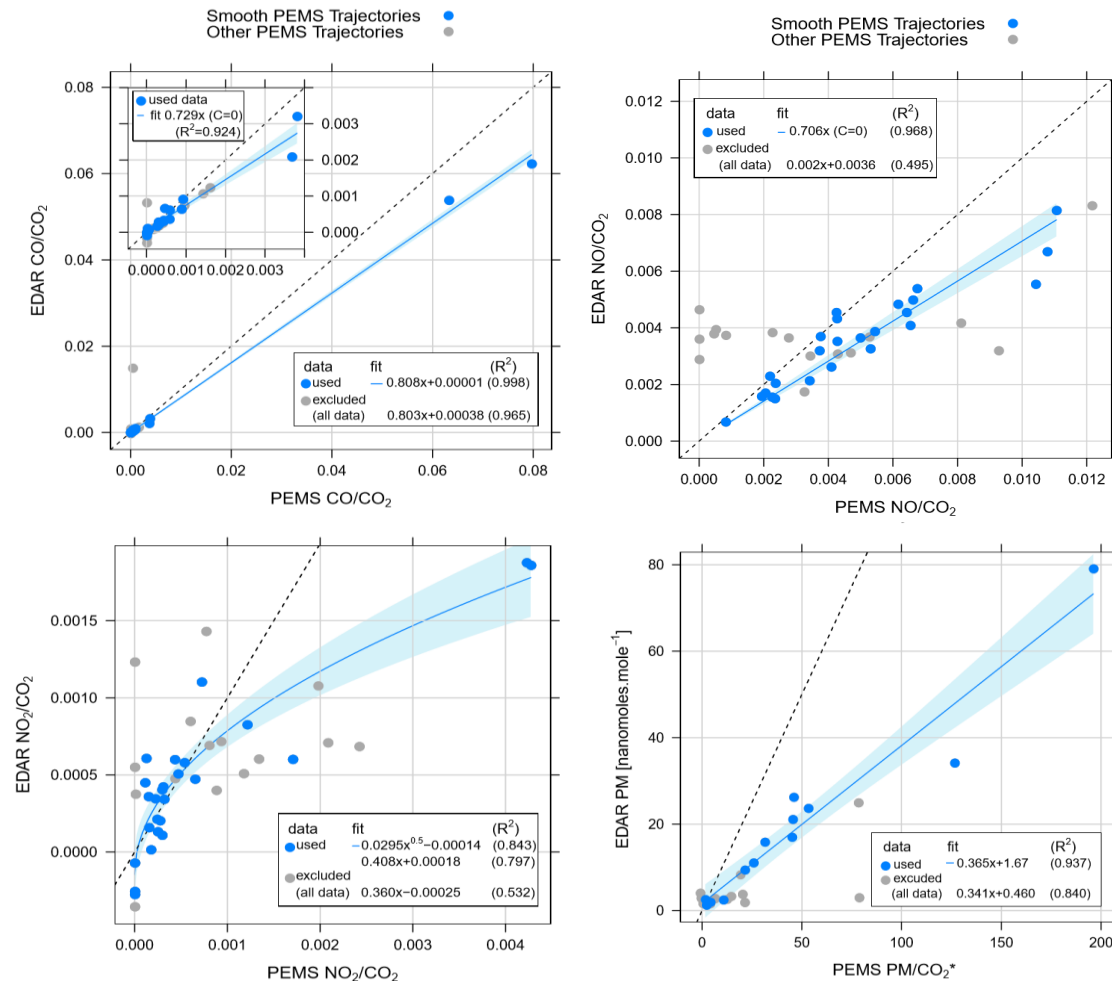 Smooth PEMS Trajectories
Other PEMS Trajectories
0.08
0.06
0.04
0.02
0.00
EDAR CO/CO2
used data
fit 0.729x (C=0)
(R2=0.924)
0.003
0.002
0.001
0.000
0.000 0.001 0.002 0.003
data fit (R2)
used 0.808x+0.00001 (0.998)
excluded
(all data) 0.803x+0.00038 (0.965)
0.00 0.02 0.04 0.06 0.08
PEMS CO/CO2
Smooth PEMS Trajectories
Other PEMS Trajectories
0.012
0.010
0.008
0.006
0.004
0.002
0.000
EDAR NO/CO2
data fit (R2)
used 0.706x (C=0) (0.968)
excluded
(all data) 0.002x+0.0036 (0.495)
0.000 0.002 0.004 0.006 0.008 0.010 0.012
PEMS NO/CO2
0.0015
0.0010
0.0005
0.0000
EDAR NO2/CO2
data fit (R2)
used 0.0295x0.5−0.00014 (0.843)
0.408x+0.00018 (0.797)
excluded
(all data) 0.360x−0.00025 (0.532)
0.000 0.001 0.002 0.003 0.004
PEMS NO2/CO2
80
60
40
20
0
EDAR PM [nanomoles.mole−1]
data fit (R2)
used 0.365x+1.67 (0.937)
excuded
(all data) 0.341x+0.460 (0.840)
0 50 100 150 200
PEMS PM/CO2*